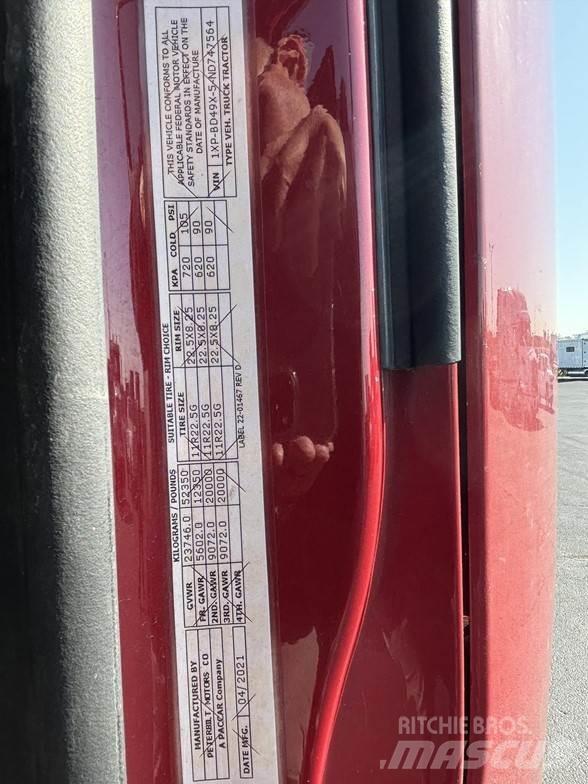 MANUFACTURED BY
PETERBILT MOTORS CO
A PACCAR Company
DATE MFG. 04/2021
KILOGRAMS / POUNDS
GVWR 23746.0 52350
FR. GAWR 5602.0 12350
2ND. GAWR 9072.0 20000
3RD. GAWR 9072.0 20000
4TH. GAWR
SUITABLE TIRE - RIM CHOICE
TIRE SIZE RIM SIZE
11R22.5G 22.5X8.25
11R22.5G 22.5X8.25
11R22.5G 22.5X8.25
LABEL 22-01467 REV D
KPA COLD PSI
720 105
620 90
620 90
THIS VEHICLE CONFORMS TO ALL
APPLICABLE FEDERAL MOTOR VEHICLE
SAFETY STANDARDS IN EFFECT ON THE
DATE OF MANUFACTURE
VIN 1XP-BD49X-5-ND747564
TYPE VEH. TRUCK TRACTOR
RITCHIE BROS.
MASCUS